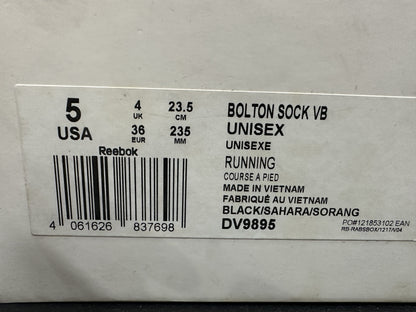 5 4 23.5 BOLTON SOCK VB
UK CM
USA 36 235 UNISEX
EUR MM
UNISEXE
Reebok
RUNNING
COURSE A PIED
MADE IN VIETNAM
FABRIQUÉ AU VIETNAM
BLACK/SAHARA/SORANG
4 061626 837698 DV9895
PO#121853102 EAN
RB-RABSBOX/1217/V04